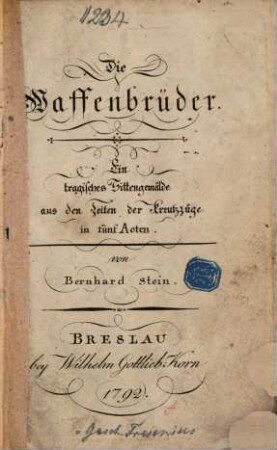 11234
Die
Waffenbrüder.
Ein
tragisches Sittengemälde
aus den Zeiten der Kreutzzüge
in fünf Acten.
von
Bernhard Stein.
BRESLAU
bey Wilhelm Gottlieb Korn
1792.